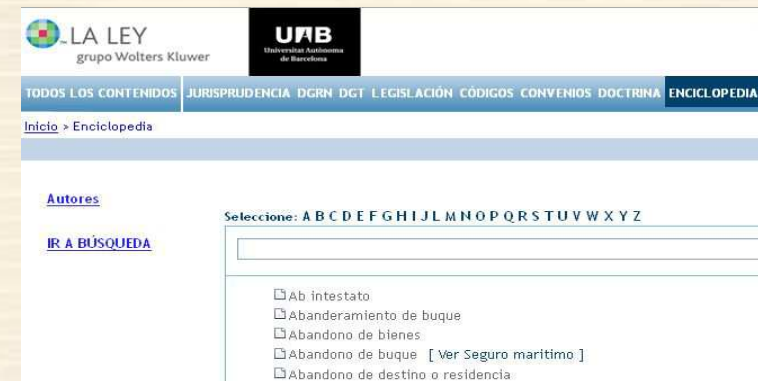 LA LEY
grupo Wolters Kluwer
UAB
Universitat Autònoma
de Barcelona
TODOS LOS CONTENIDOS JURISPRUDENCIA DGRN DGT LEGISLACIÓN CÓDIGOS CONVENIOS DOCTRINA ENCICLOPEDIA
Inicio > Enciclopedia
Autores
Seleccione: A B C D E F G H I J L M N O P Q R S T U V W X Y Z
IR A BÚSQUEDA
Ab intestato
Abanderamiento de buque
Abandono de bienes
Abandono de buque [ Ver Seguro marítimo ]
Abandono de destino o residencia